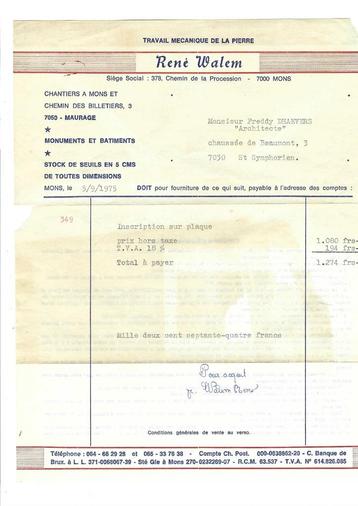 TRAVAIL MECANIQUE DE LA PIERRE
René Walem
Siège Social : 378, Chemin de la Procession - 7000 MONS
CHANTIERS A MONS ET
CHEMIN DES BILLETIERS, 3
7050 - MAURAGE
★
MONUMENTS ET BATIMENTS
★
STOCK DE SEUILS EN 5 CMS
DE TOUTES DIMENSIONS
Monsieur Freddy
"Architecte"
chaussée de Beaumont, 3
7030 St Symphorien.
MONS, le 5/9/1975 DOIT pour fourniture de ce qui suit, payable à l'adresse des comptes :
349
Inscription sur plaque
prix hors taxe 1.080 frs-
T.V.A. 18 % 194 frs-
Total à payer 1.274 frs-
Mille deux cent septante-quatre francs
Pour acquit
Conditions générales de vente au verso.
Téléphone : 064 - 66 29 28 et 065 - 33 78 38 - Compte Ch. Post. 000-0638852-20 - C. Banque de
Brux. à L. L. 371-0068067-39 - Sté Gle à Mons 270-0232269-07 - R.C.M. 63.537 - T.V.A. N° 614.826.085